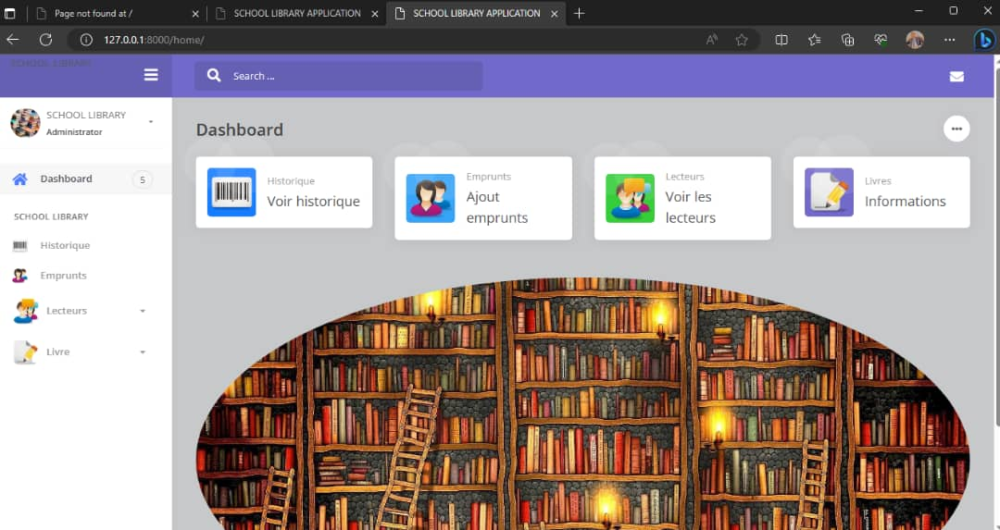 Page not found at /
SCHOOL LIBRARY APPLICATION
SCHOOL LIBRARY APPLICATION
127.0.0.1:8000/home/
SCHOOL LIBRARY
Search ...
SCHOOL LIBRARY
Administrator
Dashboard
5
SCHOOL LIBRARY
Historique
Emprunts
Lecteurs
Livre
Dashboard
Historique
Voir historique
Emprunts
Ajout
emprunts
Lecteurs
Voir les
lecteurs
Livres
Informations